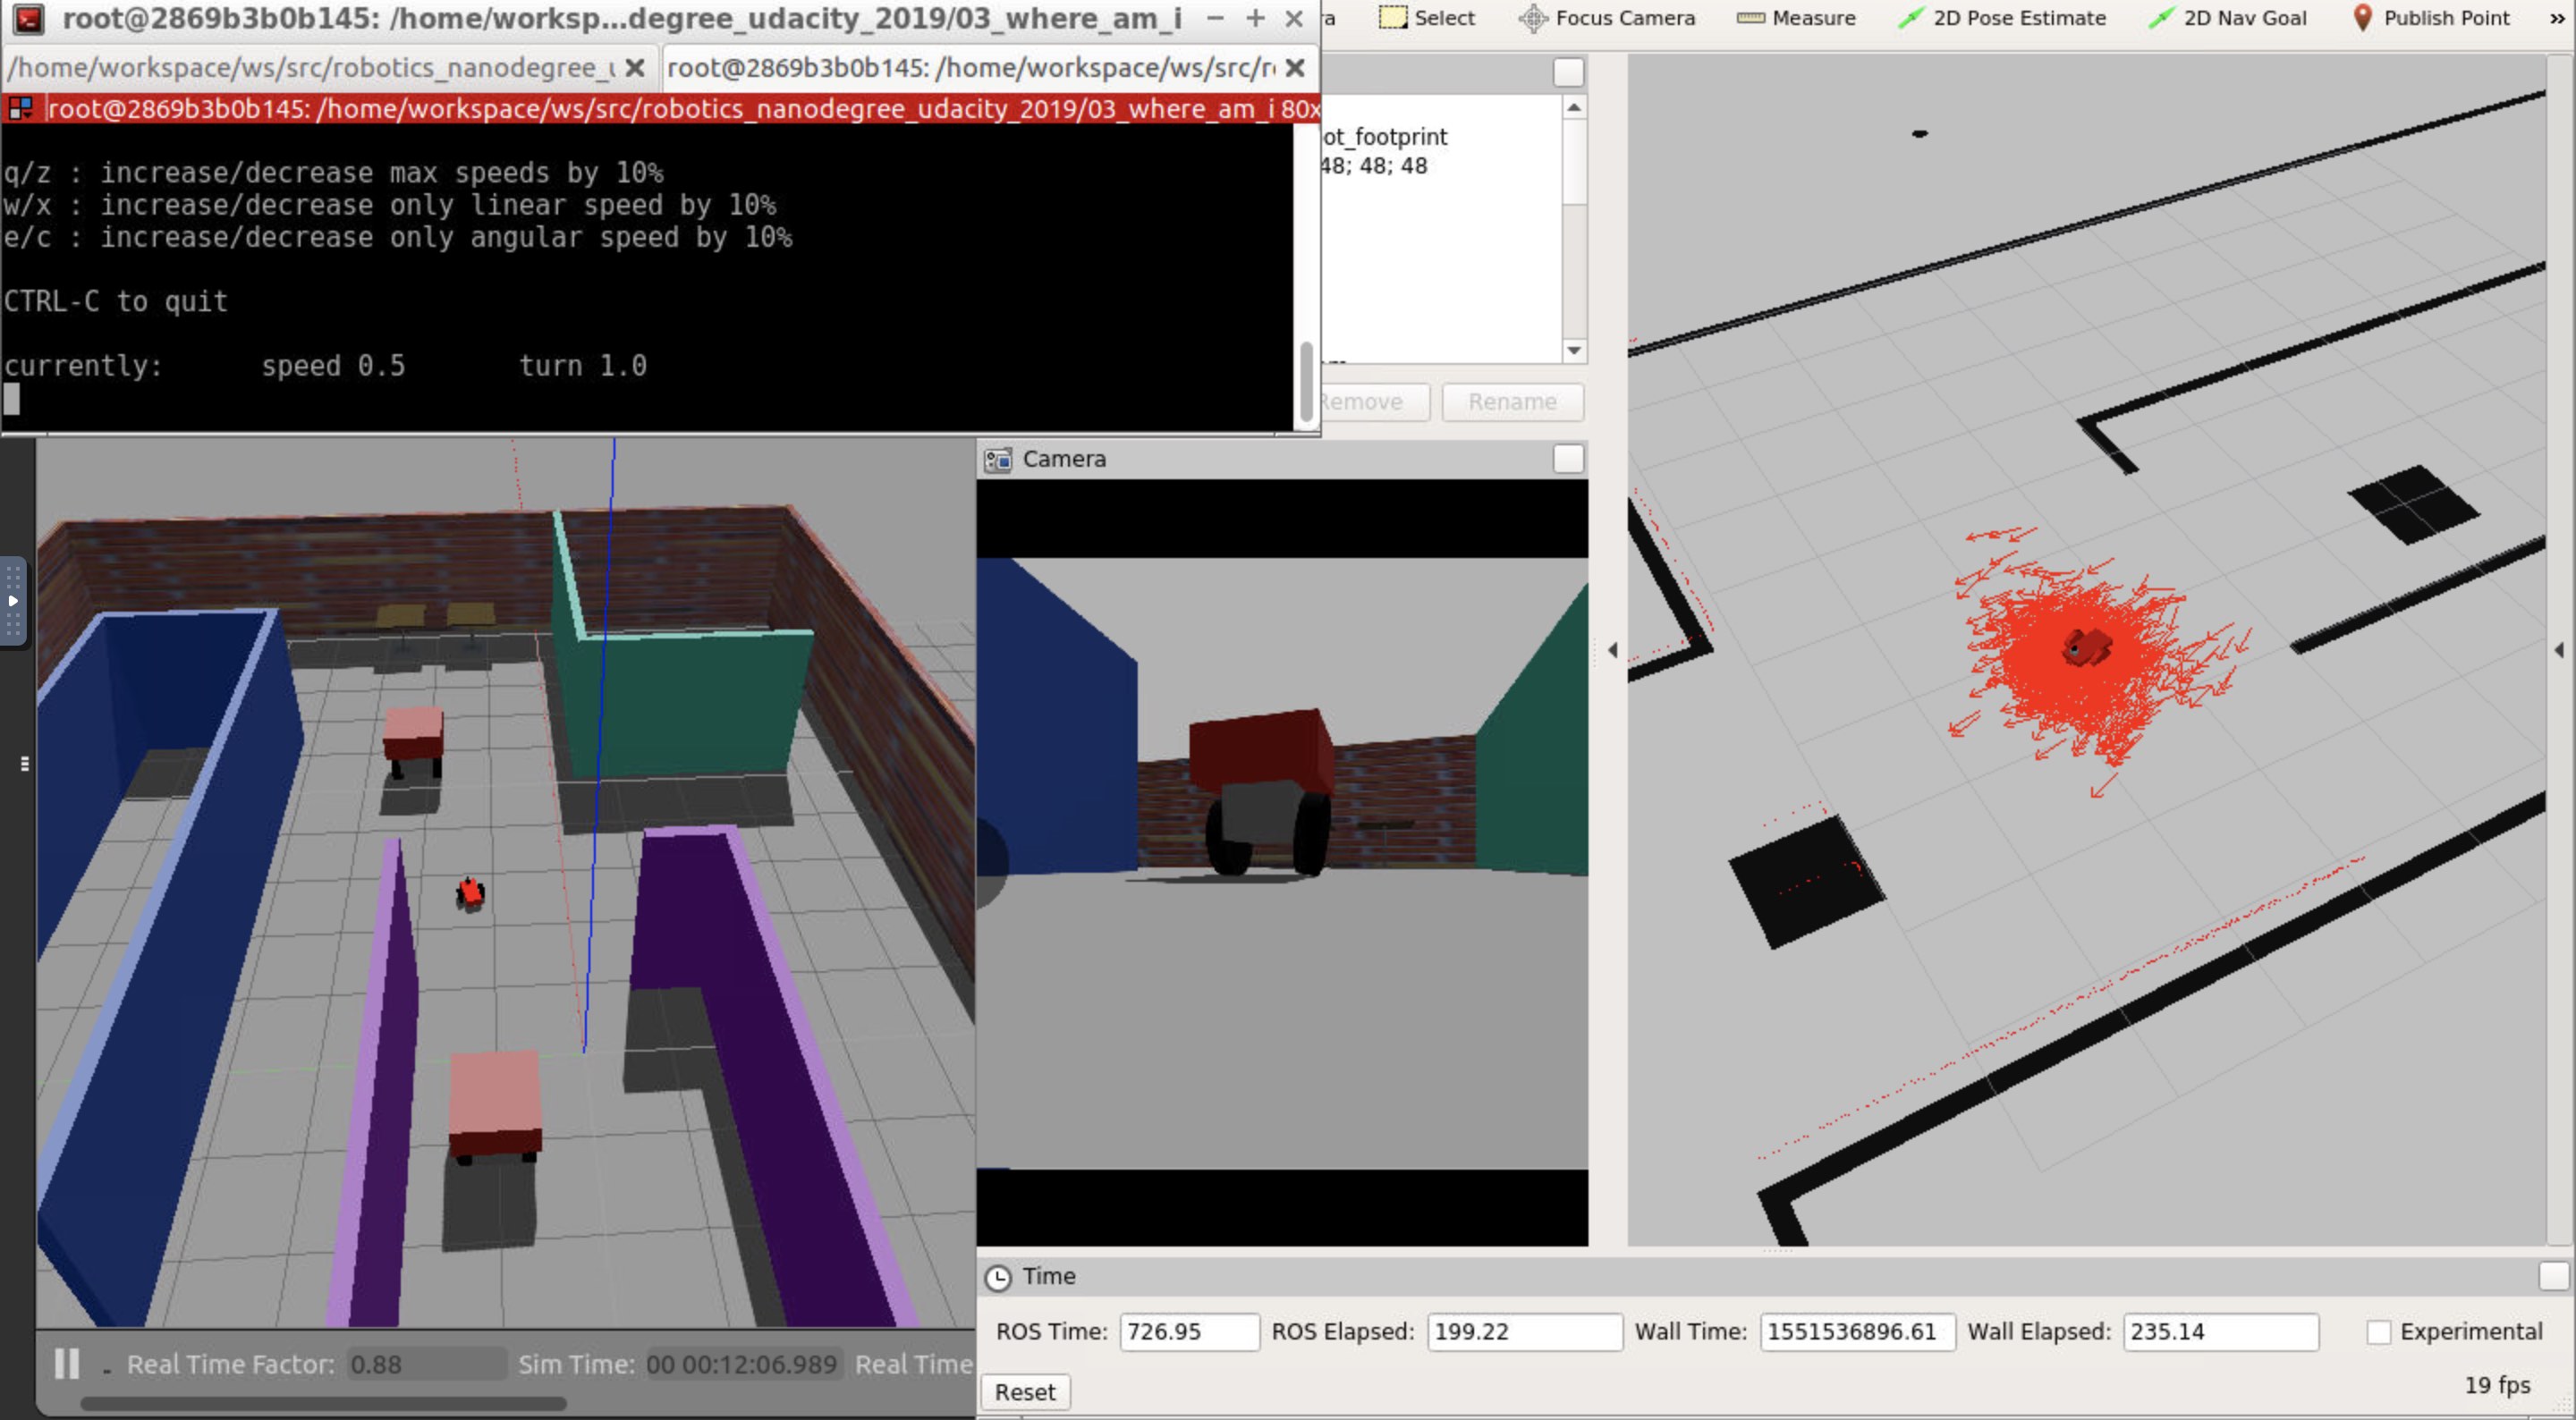 root@2869b3b0b145: /home/worksp...degree_udacity_2019/03_where_am_i
/home/workspace/ws/src/robotics_nanodegree_
root@2869b3b0b145: /home/workspace/ws/src/r
root@2869b3b0b145: /home/workspace/ws/src/robotics_nanodegree_udacity_2019/03_where_am_i 80x
q/z : increase/decrease max speeds by 10%
w/x : increase/decrease only linear speed by 10%
e/c : increase/decrease only angular speed by 10%
CTRL-C to quit
currently: speed 0.5 turn 1.0
Select Focus Camera Measure 2D Pose Estimate 2D Nav Goal Publish Point »
ot_footprint
48; 48; 48
Remove Rename
Camera
Time
ROS Time: 726.95 ROS Elapsed: 199.22 Wall Time: 1551536896.61 Wall Elapsed: 235.14 Experimental
Reset
19 fps
Real Time Factor: 0.88 Sim Time: 00 00:12:06.989 Real Time